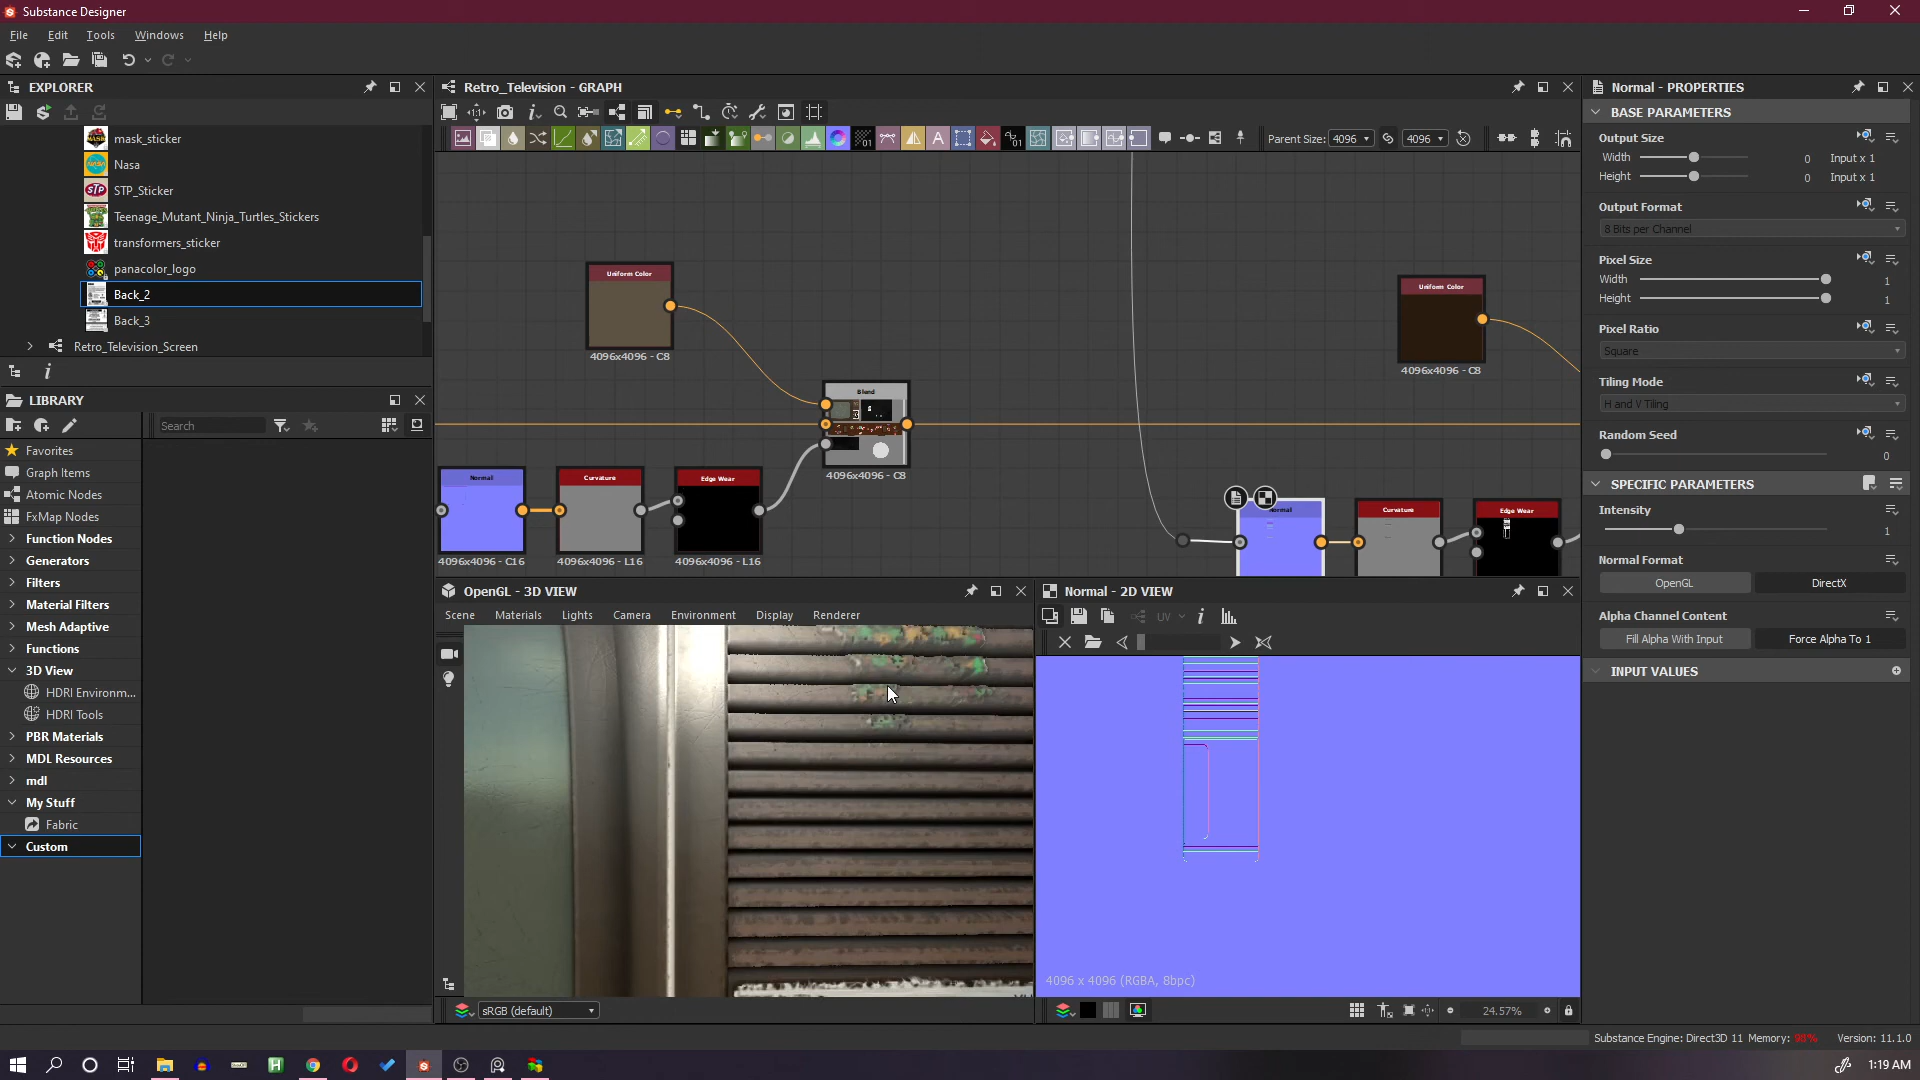 Substance Designer
File Edit Tools Windows Help
EXPLORER
mask_sticker
Nasa
STP_Sticker
Teenage_Mutant_Ninja_Turtles_Stickers
transformers_sticker
panacolor_logo
Back_2
Back_3
Retro_Television_Screen
LIBRARY
Search
Favorites
Graph Items
Atomic Nodes
FxMap Nodes
Function Nodes
Generators
Filters
Material Filters
Mesh Adaptive
Functions
3D View
HDRI Environm...
HDRI Tools
PBR Materials
MDL Resources
mdl
My Stuff
Fabric
Custom
Retro_Television - GRAPH
Parent Size: 4096 4096
Uniform Color
4096x4096 - C8
Blend
4096x4096 - C8
Normal
4096x4096 - C16
Curvature
4096x4096 - L16
Edge Wear
4096x4096 - L16
Uniform Color
4096x4096 - C8
Curvature
Edge Wear
OpenGL - 3D VIEW
Scene Materials Lights Camera Environment Display Renderer
sRGB (default)
Normal - 2D VIEW
UV
4096 x 4096 (RGBA, 8bpc)
24.57%
Normal - PROPERTIES
BASE PARAMETERS
Output Size
Width 0 Input x 1
Height 0 Input x 1
Output Format
8 Bits per Channel
Pixel Size
Width 1
Height 1
Pixel Ratio
Square
Tiling Mode
H and V Tiling
Random Seed
0
SPECIFIC PARAMETERS
Intensity
1
Normal Format
OpenGL DirectX
Alpha Channel Content
Fill Alpha With Input Force Alpha To 1
INPUT VALUES
Substance Engine: Direct3D 11 Memory: 98% Version: 11.1.0
1:19 AM